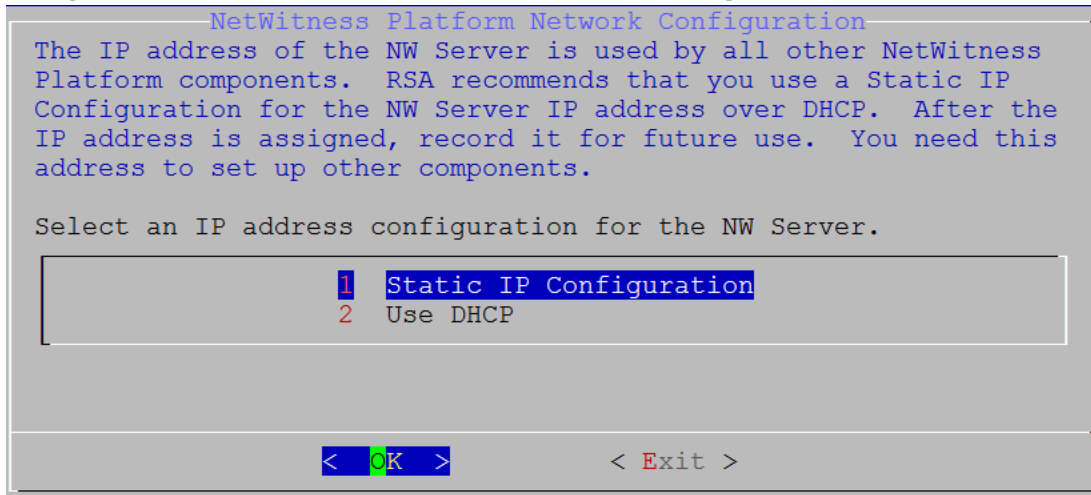 NetWitness Platform Network Configuration
The IP address of the NW Server is used by all other NetWitness
Platform components.  RSA recommends that you use a Static IP
Configuration for the NW Server IP address over DHCP.  After the
IP address is assigned, record it for future use.  You need this
address to set up other components.
Select an IP address configuration for the NW Server.
1  Static IP Configuration
2  Use DHCP
<  OK  >  < Exit >